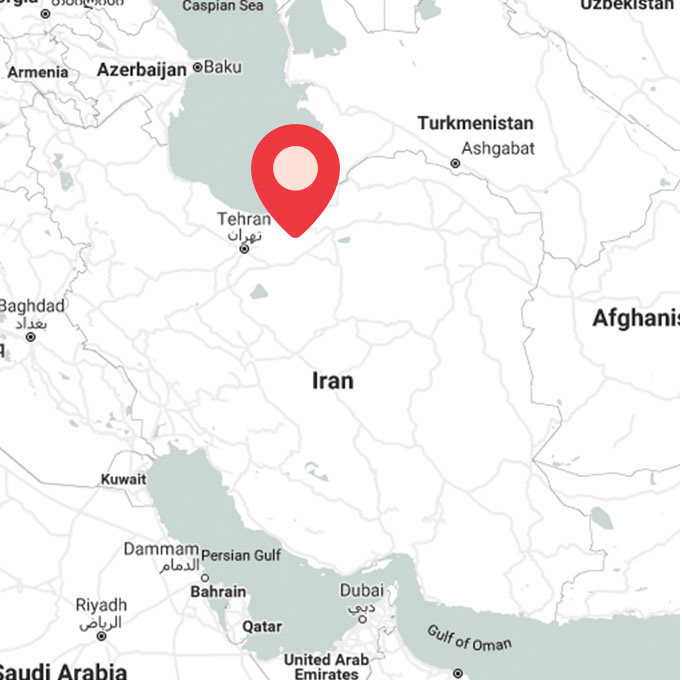 Caspian Sea
Uzbekistan
Armenia
Azerbaijan
Baku
Turkmenistan
Ashgabat
Tehran
تهران
Baghdad
بغداد
Afghanis
Iran
Kuwait
Dammam
الدمام
Persian Gulf
Bahrain
Dubai
دبي
Riyadh
الرياض
Qatar
Gulf of Oman
United Arab
Emirates
Saudi Arabia